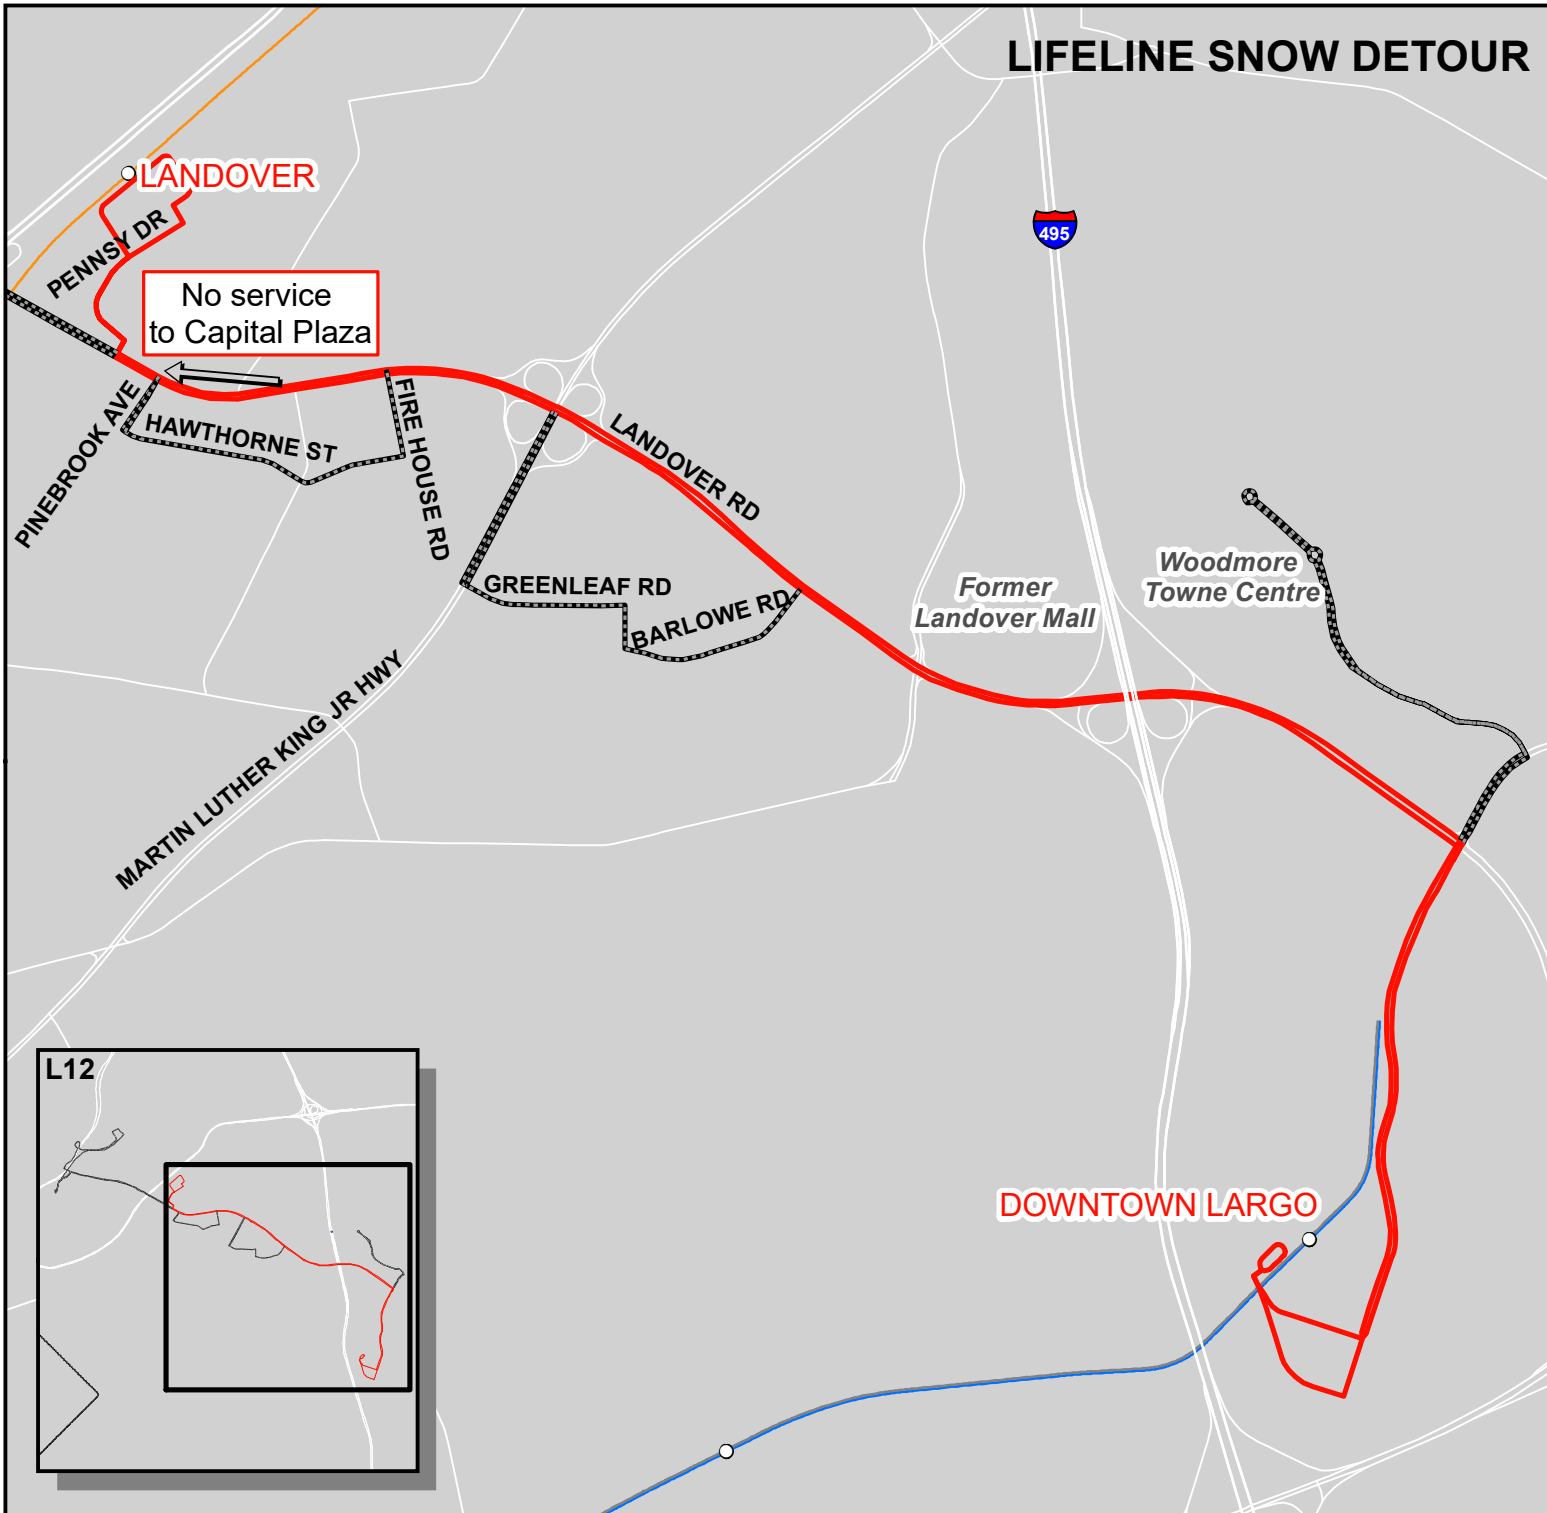 LIFELINE SNOW DETOUR
LANDOVER
PENNSY DR
495
No service
to Capital Plaza
PINEBROOK AVE
HAWTHORNE ST
FIRE HOUSE RD
LANDOVER RD
GREENLEAF RD
BARLOWE RD
Former
Landover Mall
Woodmore
Towne Centre
MARTIN LUTHER KING JR HWY
L12
DOWNTOWN LARGO